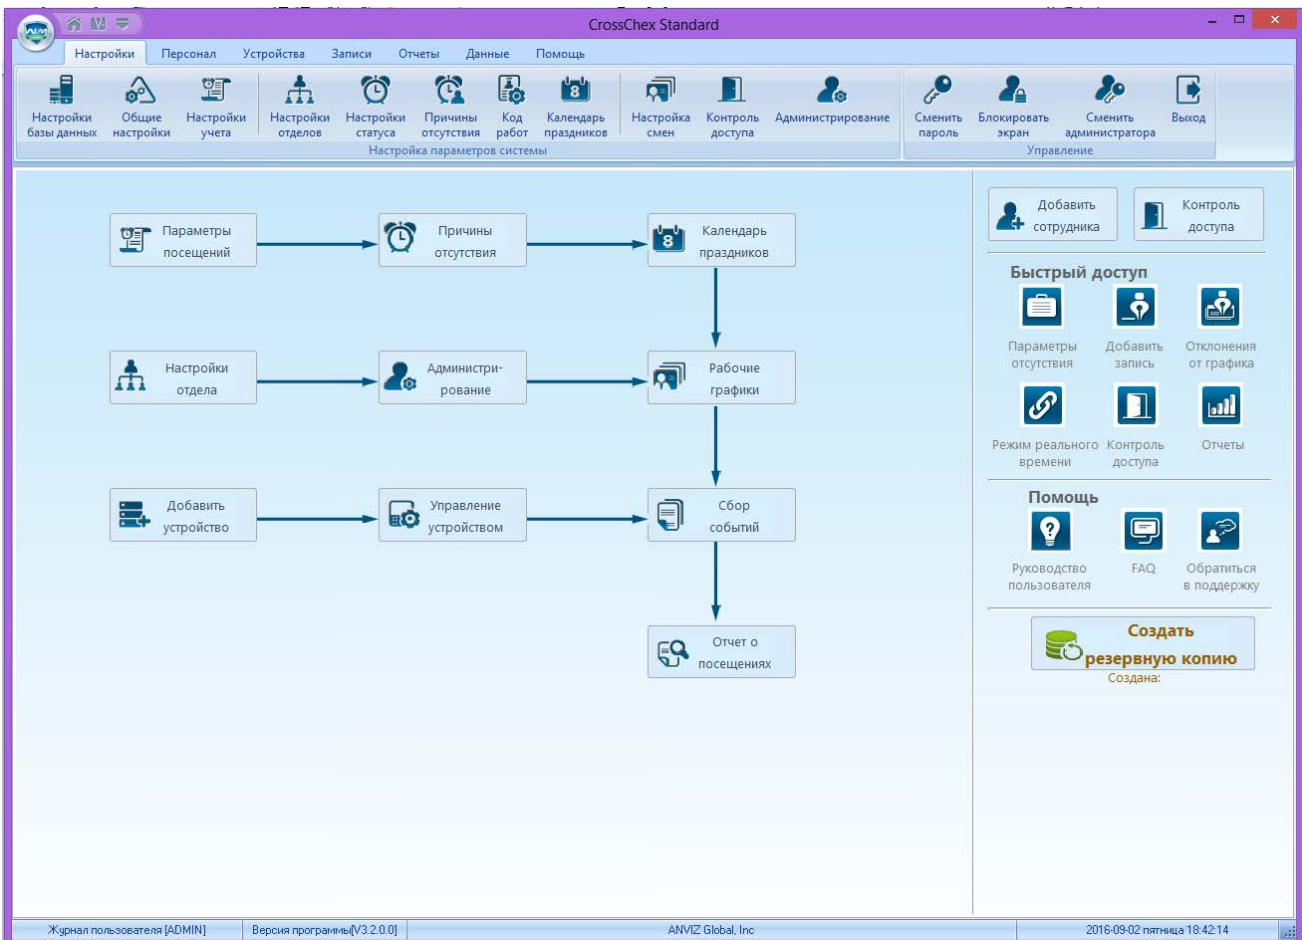 CrossChex Standard
Настройки Персонал Устройства Записи Отчеты Данные Помощь
Настройки Общие Настройки Настройки Настройки Причины Код Календарь Настройка Контроль Администрирование Сменить Блокировать Сменить Выход
базы данных настройки учета отделов статуса отсутствия работ праздников смен доступа пароль экран администратора
Настройка параметров системы Управление
Параметры
посещений
Причины
отсутствия
Календарь
праздников
Настройки
отдела
Администри-
рование
Рабочие
графики
Добавить
устройство
Управление
устройством
Сбор
событий
Отчет о
посещениях
Добавить
сотрудника
Контроль
доступа
Быстрый доступ
Параметры
отсутствия
Добавить
запись
Отклонения
от графика
Режим реального
времени
Контроль
доступа
Отчеты
Помощь
Руководство
пользователя
FAQ
Обратиться
в поддержку
Создать
резервную копию
Создана:
Журнал пользователя [ADMIN] Версия программы[V3.2.0.0] ANVIZ Global, Inc 2016-09-02 пятница 18:42:14